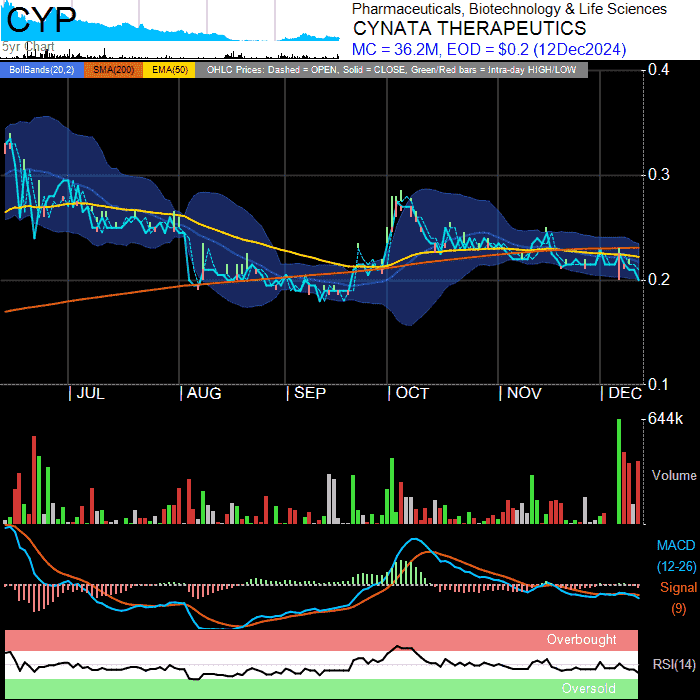 CYP
5yr Chart
Pharmaceuticals, Biotechnology & Life Sciences
CYNATA THERAPEUTICS
MC = 36.2M, EOD = $0.2 (12Dec2024)
BollBands(20,2) SMA(200) EMA(50) OHLC Prices: Dashed = OPEN, Solid = CLOSE, Green/Red bars = Intra-day HIGH/LOW
0.4
0.3
0.2
0.1
| JUL | AUG | SEP | OCT | NOV | DEC
644k
Volume
MACD
(12-26)
Signal
(9)
Overbought
RSI(14)
Oversold